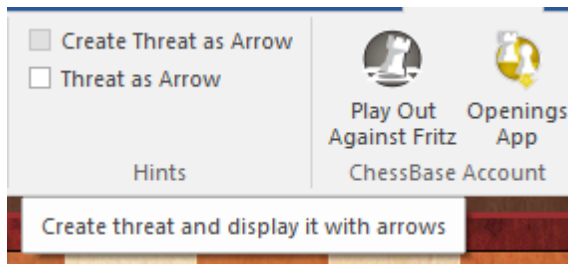 Create Threat as Arrow
Threat as Arrow
Hints
Play Out
Against Fritz
Openings
App
ChessBase Account
Create threat and display it with arrows